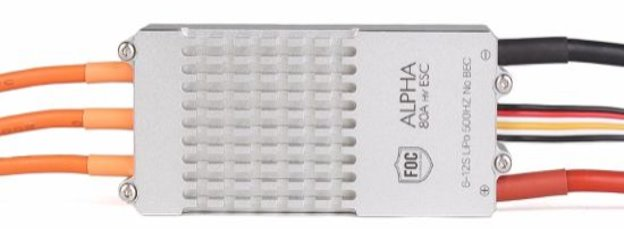 ALPHA
80A HV ESC
6-12S LiPo 500HZ No BEC
FOC